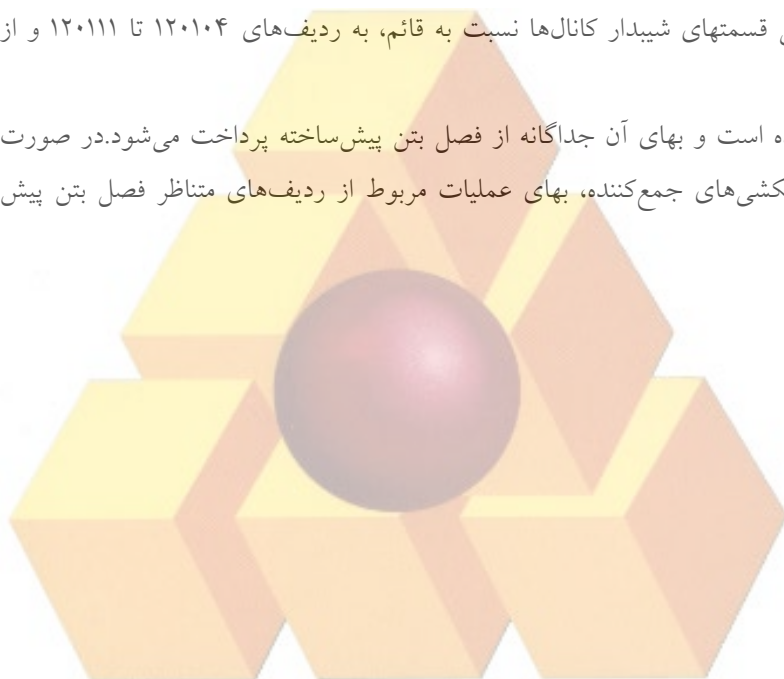 قسمتهای شیبدار کانال‌ها نسبت به قائم، به ردیف‌های ۱۲۰۱۰۴ تا ۱۲۰۱۱۱ و از
است و بهای آن جداگانه از فصل بتن پیش‌ساخته پرداخت می‌شود.در صورت
جمع‌کننده، بهای عملیات مربوط از ردیف‌های متناظر فصل بتن پیش